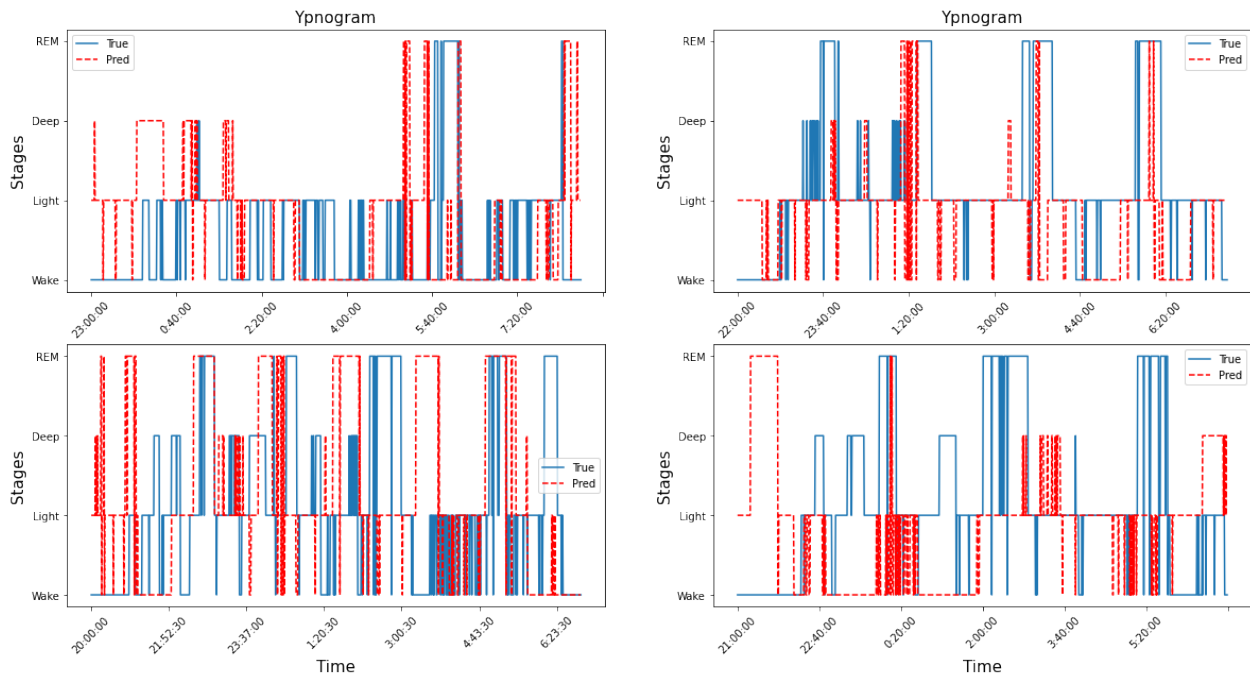 Ypnogram
True
Pred
Stages
REM
Deep
Light
Wake
23:00:00
0:40:00
2:20:00
4:00:00
5:40:00
7:20:00
Ypnogram
True
Pred
Stages
REM
Deep
Light
Wake
22:00:00
23:40:00
1:20:00
3:00:00
4:40:00
6:20:00
True
Pred
Stages
REM
Deep
Light
Wake
20:00:00
21:52:30
23:37:00
1:20:30
3:00:30
4:43:30
6:23:30
Time
True
Pred
Stages
REM
Deep
Light
Wake
21:00:00
22:40:00
0:20:00
2:00:00
3:40:00
5:20:00
Time